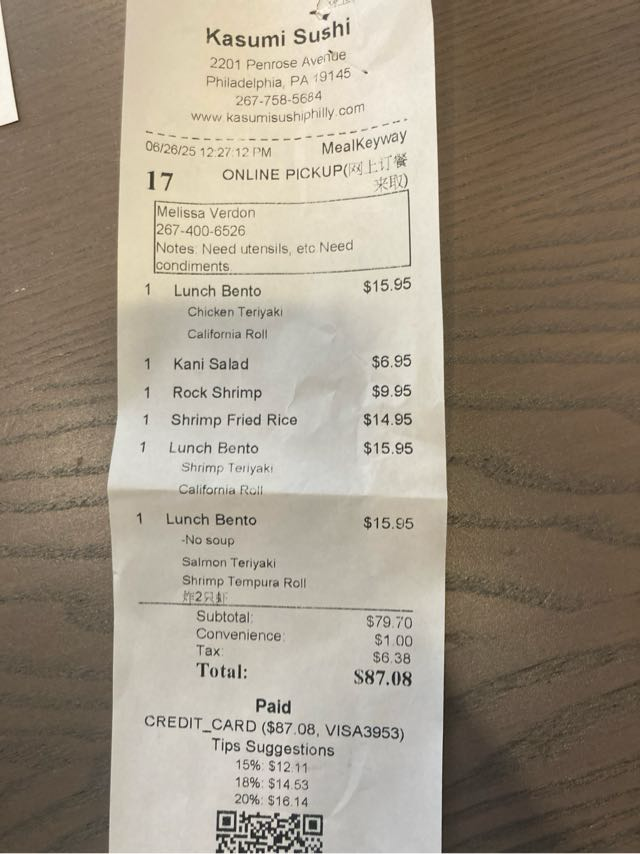 Kasumi Sushi
2201 Penrose Avenue
Philadelphia, PA 19145
267-758-5684
www.kasumisushiphilly.com
06/26/25 12:27:12 PM MealKeyway
17 ONLINE PICKUP(网上订餐
来取)
Melissa Verdon
267-400-6526
Notes: Need utensils, etc Need
condiments.
1 Lunch Bento $15.95
Chicken Teriyaki
California Roll
1 Kani Salad $6.95
1 Rock Shrimp $9.95
1 Shrimp Fried Rice $14.95
1 Lunch Bento $15.95
Shrimp Teriyaki
California Roll
1 Lunch Bento $15.95
-No soup
Salmon Teriyaki
Shrimp Tempura Roll
炸2只虾
Subtotal: $79.70
Convenience: $1.00
Tax: $6.38
Total: $87.08
Paid
CREDIT_CARD ($87.08, VISA3953)
Tips Suggestions
15%: $12.11
18%: $14.53
20%: $16.14